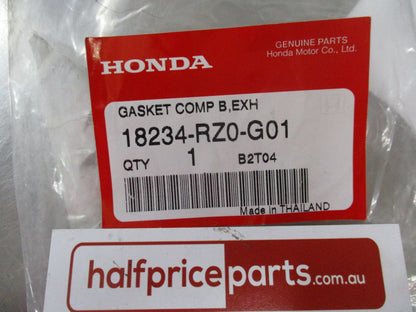 GENUINE PARTS
Honda Motor Co., Ltd.
HONDA
GASKET COMP B,EXH
18234-RZ0-G01
QTY 1 B2T04
Made in THAILAND
halfpriceparts.com.au